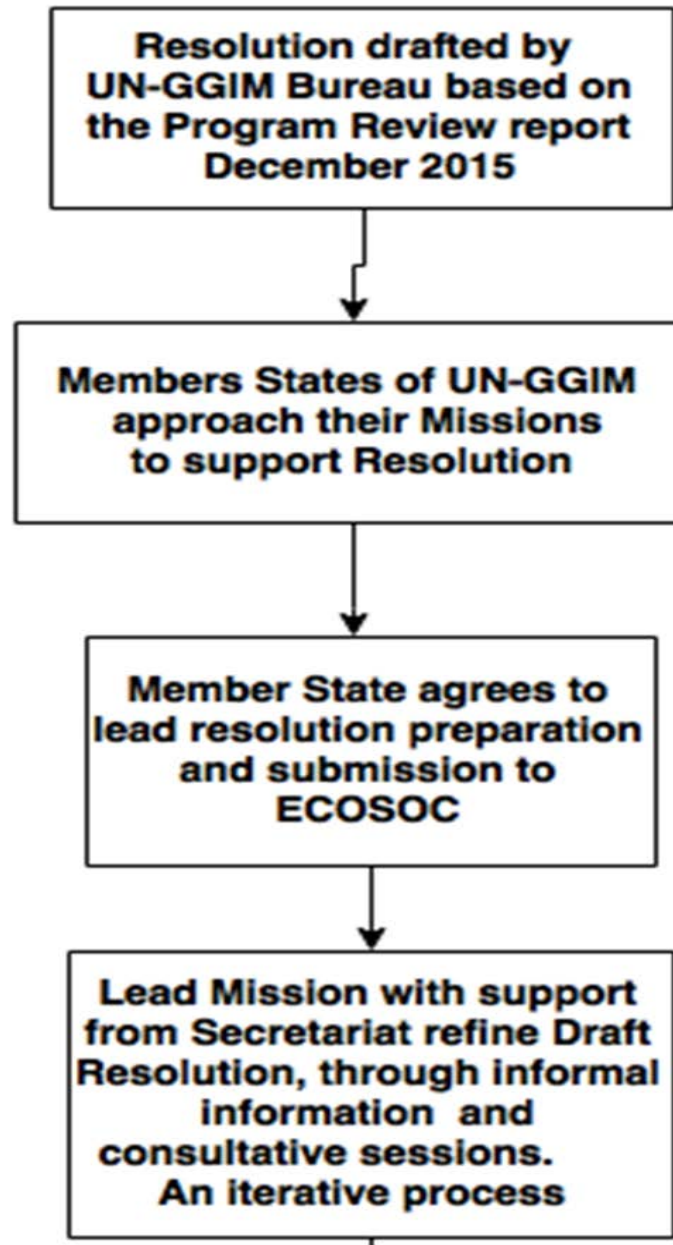 Resolution drafted by
UN-GGIM Bureau based on
the Program Review report
December 2015
Members States of UN-GGIM
approach their Missions
to support Resolution
Member State agrees to
lead resolution preparation
and submission to
ECOSOC
Lead Mission with support
from Secretariat refine Draft
Resolution, through informal
information and
consultative sessions.
An iterative process